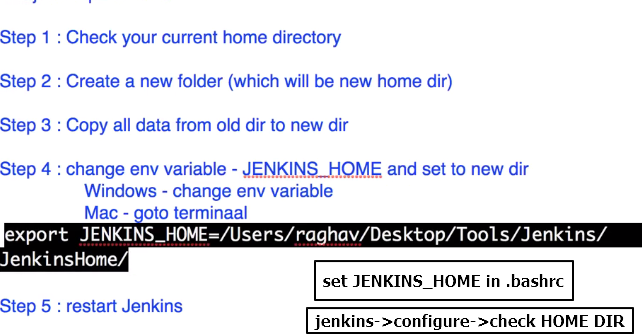 Step 1 : Check your current home directory
Step 2 : Create a new folder (which will be new home dir)
Step 3 : Copy all data from old dir to new dir
Step 4 : change env variable - JENKINS_HOME and set to new dir
Windows - change env variable
Mac - goto terminaal
export JENKINS_HOME=/Users/raghav/Desktop/Tools/Jenkins/
JenkinsHome/
set JENKINS_HOME in .bashrc
Step 5 : restart Jenkins
jenkins->configure->check HOME DIR